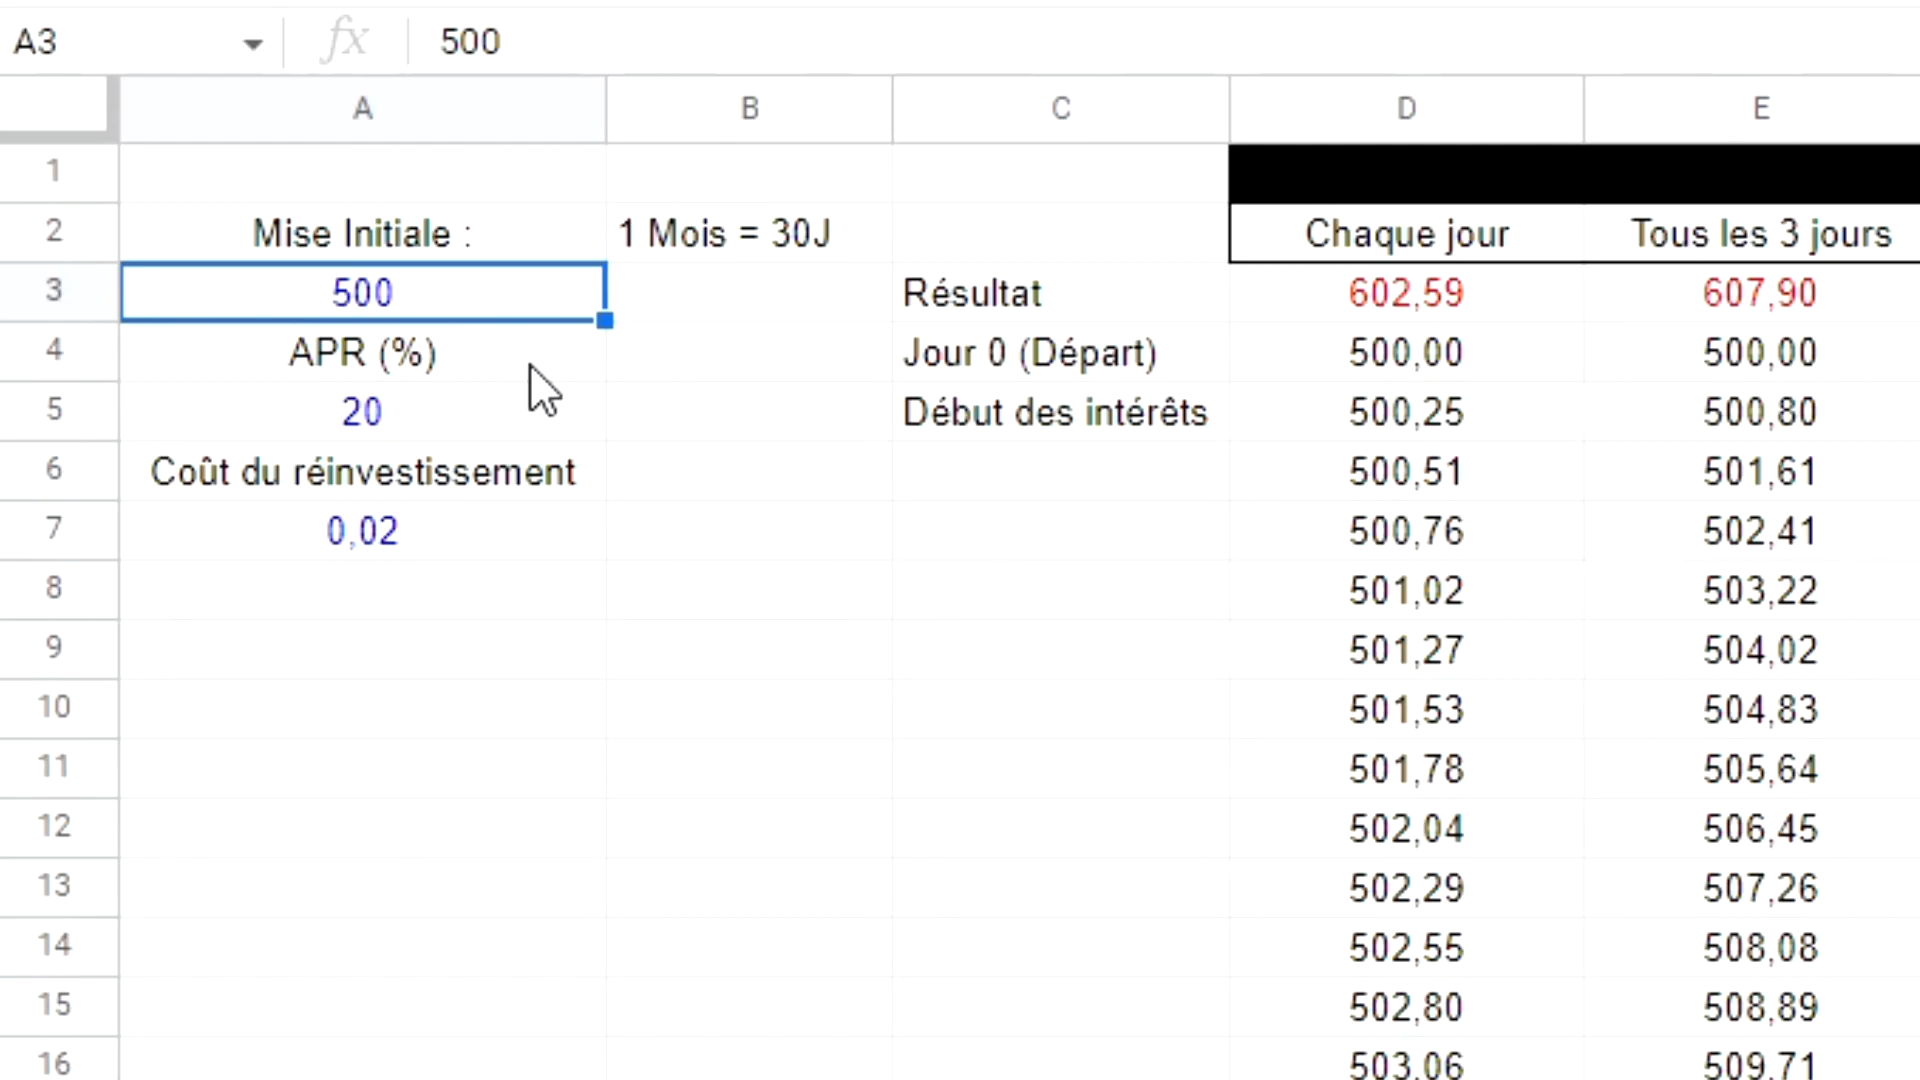 A3 fx 500
A B C D E
1
2 Mise Initiale : 1 Mois = 30J Chaque jour Tous les 3 jours
3 500 Résultat 602,59 607,90
4 APR (%) Jour 0 (Départ) 500,00 500,00
5 20 Début des intérêts 500,25 500,80
6 Coût du réinvestissement 500,51 501,61
7 0,02 500,76 502,41
8 501,02 503,22
9 501,27 504,02
10 501,53 504,83
11 501,78 505,64
12 502,04 506,45
13 502,29 507,26
14 502,55 508,08
15 502,80 508,89
16 503,06 509,71